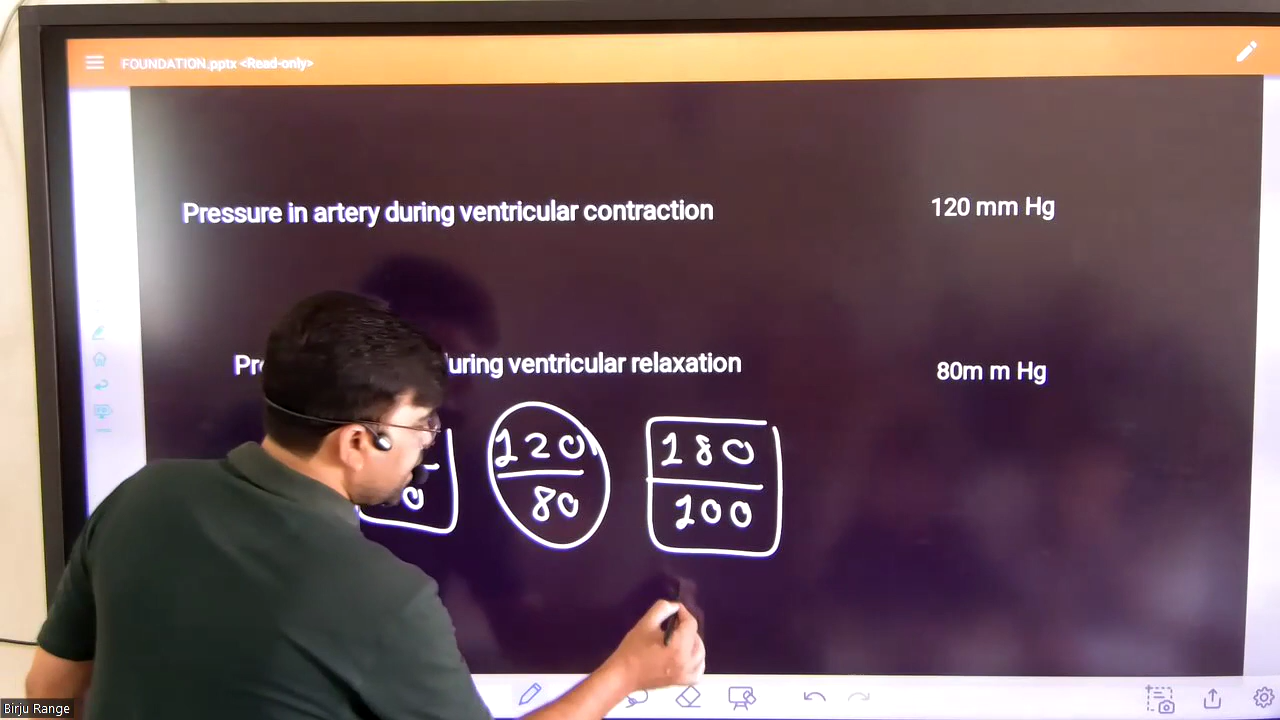 FOUNDATION.pptx <Read-only>
Pressure in artery during ventricular contraction 120 mm Hg
during ventricular relaxation 80m m Hg
120 180
80 100
Birju Range